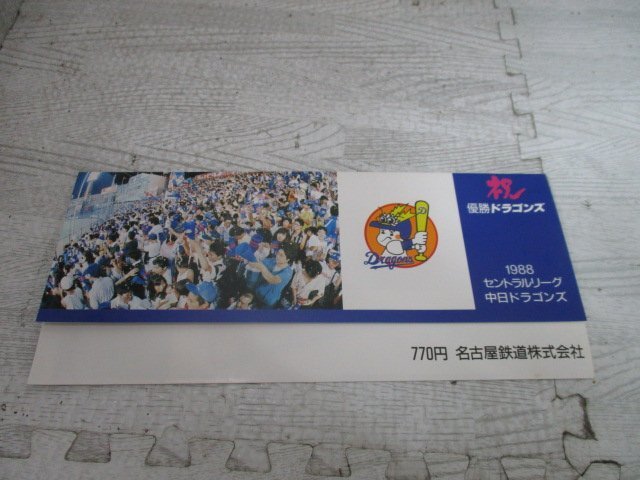 祝
優勝ドラゴンズ
D
Dragons
1988
セントラルリーグ
中日ドラゴンズ
770円 名古屋鉄道株式会社